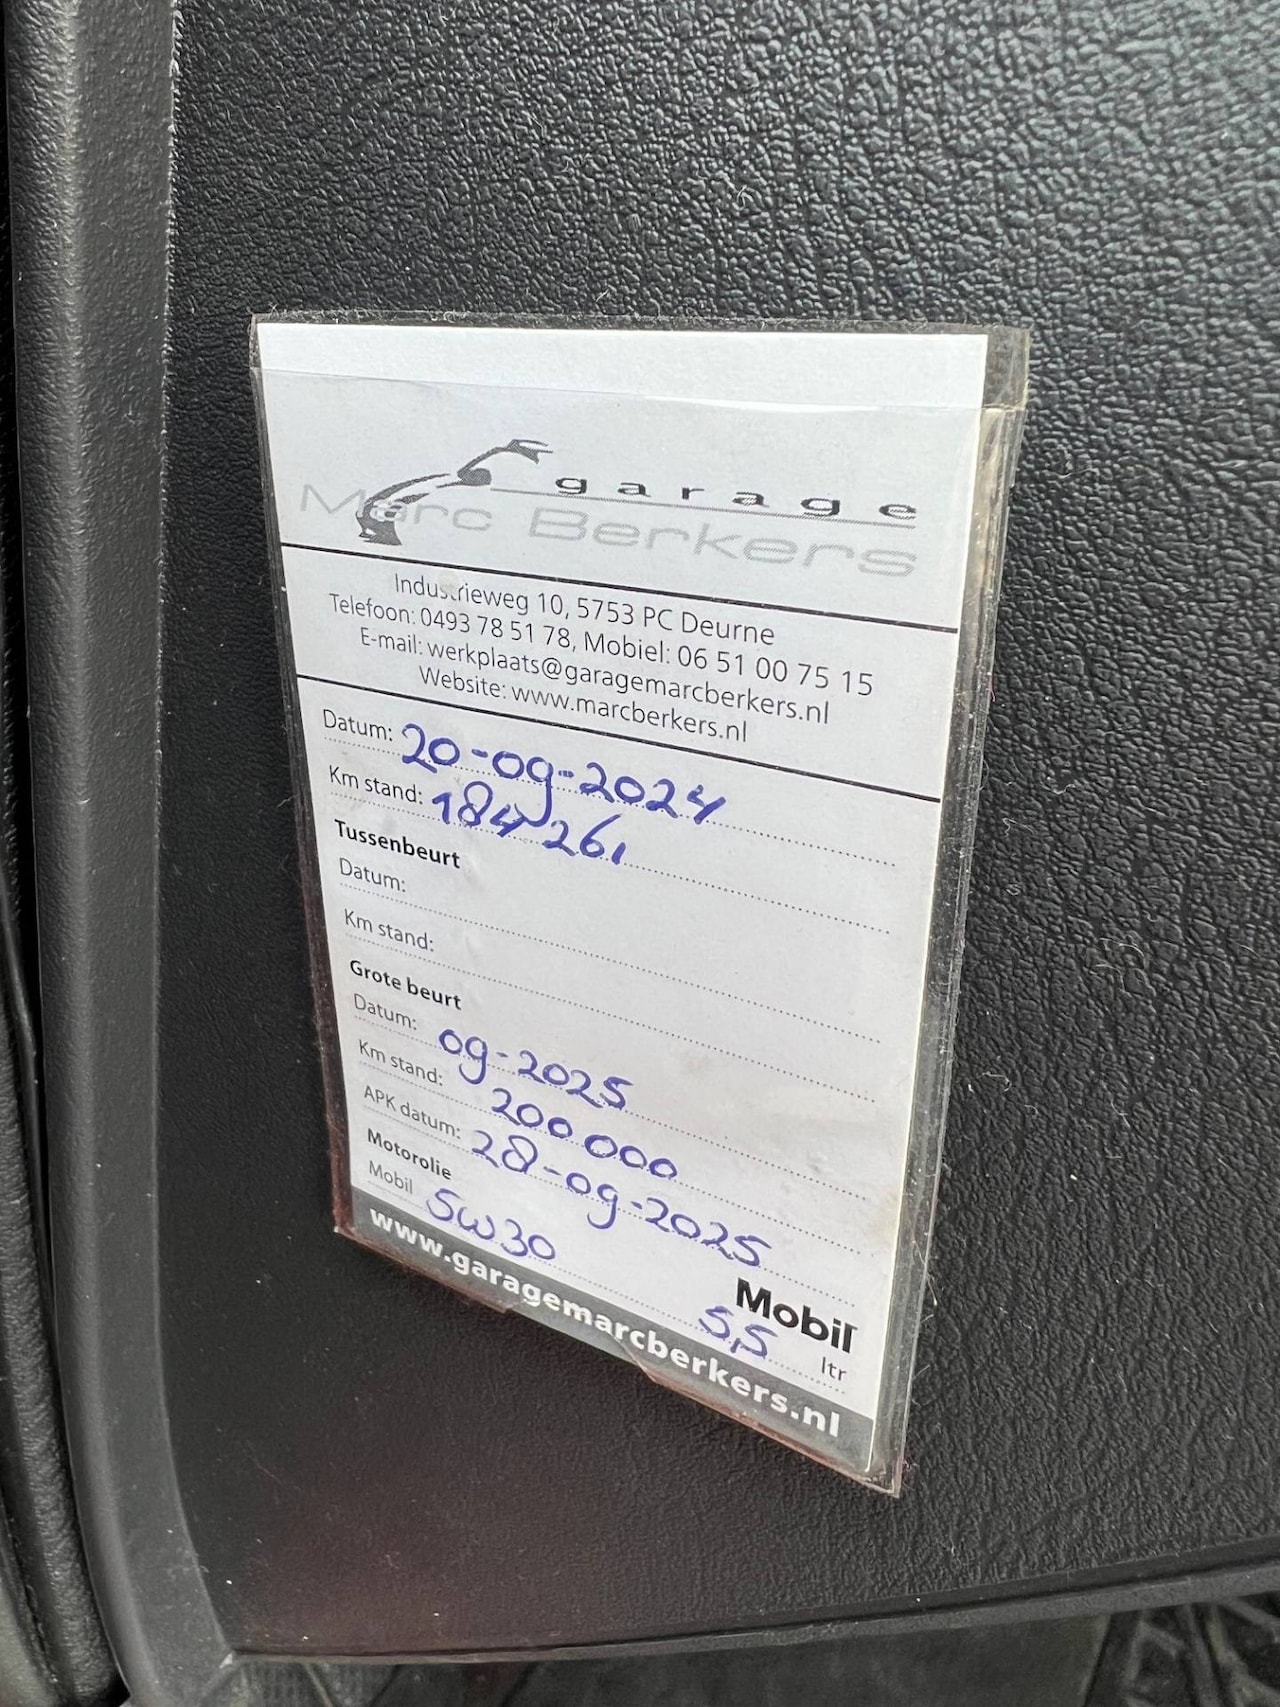 garage
Marc Berkers
Industrieweg 10, 5753 PC Deurne
Telefoon: 0493 78 51 78, Mobiel: 06 51 00 75 15
E-mail: werkplaats@garagemarcberkers.nl
Website: www.marcberkers.nl
Datum: 20-09-2024
Km stand: 184261
Tussenbeurt
Datum:
Km stand:
Grote beurt
Datum: 09-2025
Km stand: 200 000
APK datum: 28-09-2025
Motorolie
Mobil 5W30
Mobil
5,5 ltr
www.garagemarcberkers.nl